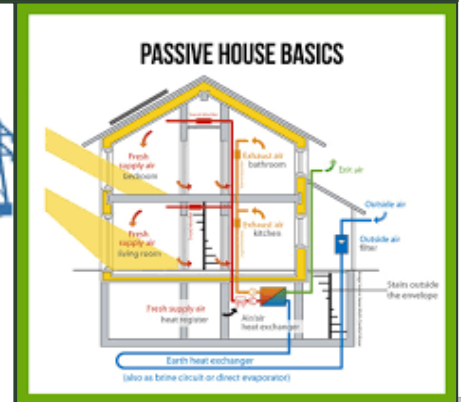 PASSIVE HOUSE BASICS
Fresh
supply air
bedroom
Exhaust air
bathroom
Exit air
Outside air
Fresh
supply air
living room
Exhaust air
kitchen
Outside air
filter
Stairs outside
the envelope
Fresh supply air
heat register
Air/air
heat exchanger
Earth heat exchanger
(also as brine circuit or direct evaporator)